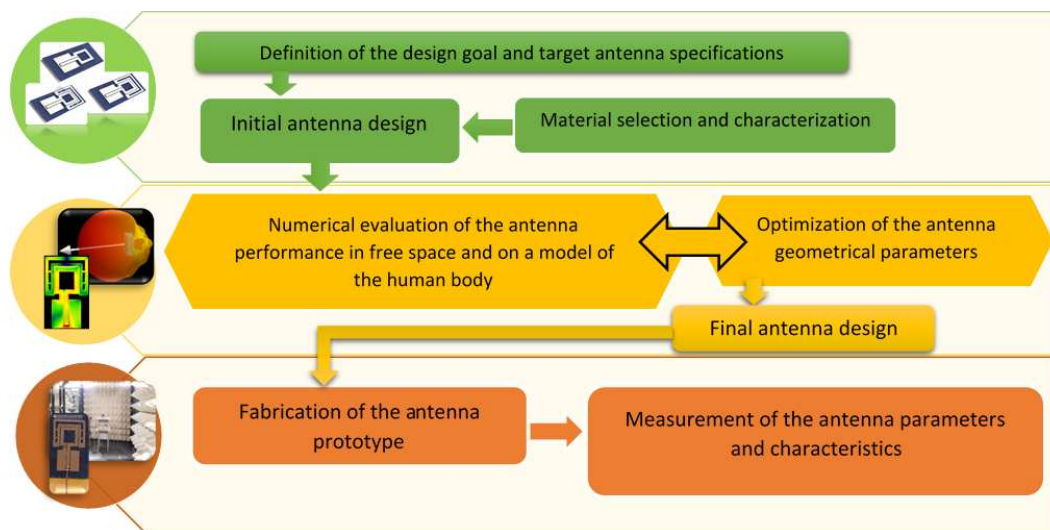 Definition of the design goal and target antenna specifications
Initial antenna design
Material selection and characterization
Numerical evaluation of the antenna
performance in free space and on a model of
the human body
Optimization of the antenna
geometrical parameters
Final antenna design
Fabrication of the antenna
prototype
Measurement of the antenna parameters
and characteristics